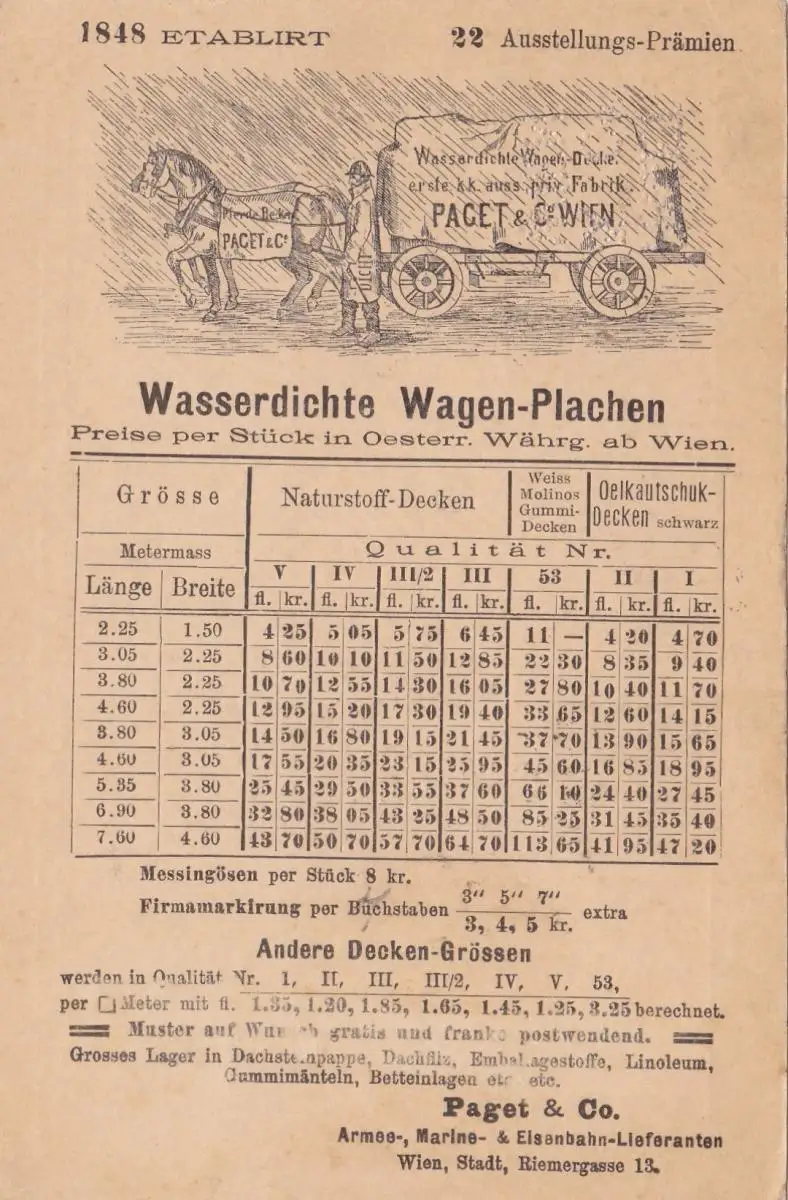 1848 ETABLIRT 22 Ausstellungs-Prämien
Wasserdichte Wagen-Decke.
erste k.k. auss. priv. Fabrik.
PAGET & Cº WIEN.
Pferde
PAGET & Cº
Wasserdichte Wagen-Plachen
Preise per Stück in Oesterr. Währg. ab Wien.
Grösse Naturstoff-Decken Weiss Molinos Gummi-Decken Oelkautschuk-Decken schwarz
Metermass Qualität Nr.
Länge Breite V IV III/2 III 53 II I
fl. kr. fl. kr. fl. kr. fl. kr. fl. kr. fl. kr. fl. kr.
2.25 1.50 4 25 5 05 5 75 6 45 11 — 4 20 4 70
3.05 2.25 8 60 10 10 11 50 12 85 22 30 8 35 9 40
3.80 2.25 10 70 12 55 14 30 16 05 27 80 10 40 11 70
4.60 2.25 12 95 15 20 17 30 19 40 33 65 12 60 14 15
3.80 3.05 14 50 16 80 19 15 21 45 37 70 13 90 15 65
4.60 3.05 17 55 20 35 23 15 25 95 45 60 16 85 18 95
5.35 3.80 25 45 29 50 33 55 37 60 66 10 24 40 27 45
6.90 3.80 32 80 38 05 43 25 48 50 85 25 31 45 35 40
7.60 4.60 43 70 50 70 57 70 64 70 113 65 41 95 47 20
Messingösen per Stück 8 kr.
Firmamarkirung per Buchstaben 3" 5" 7" / 3, 4, 5 kr. extra
Andere Decken-Grössen
werden in Qualität Nr. 1, II, III, III/2, IV, V, 53,
per □ Meter mit fl. 1.35, 1.20, 1.85, 1.65, 1.45, 1.25, 3.25 berechnet.
Muster auf Wunsch gratis und franko postwendend.
Grosses Lager in Dachsteinpappe, Dachfilz, Emballagestoffe, Linoleum,
Gummimänteln, Betteinlagen etc etc.
Paget & Co.
Armee-, Marine- & Eisenbahn-Lieferanten
Wien, Stadt, Riemergasse 13.